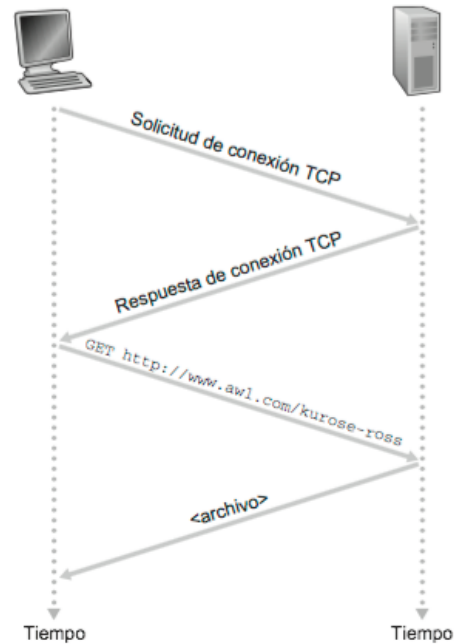 Solicitud de conexión TCP
Respuesta de conexión TCP
GET http://www.awl.com/kurose-ross
<archivo>
Tiempo
Tiempo